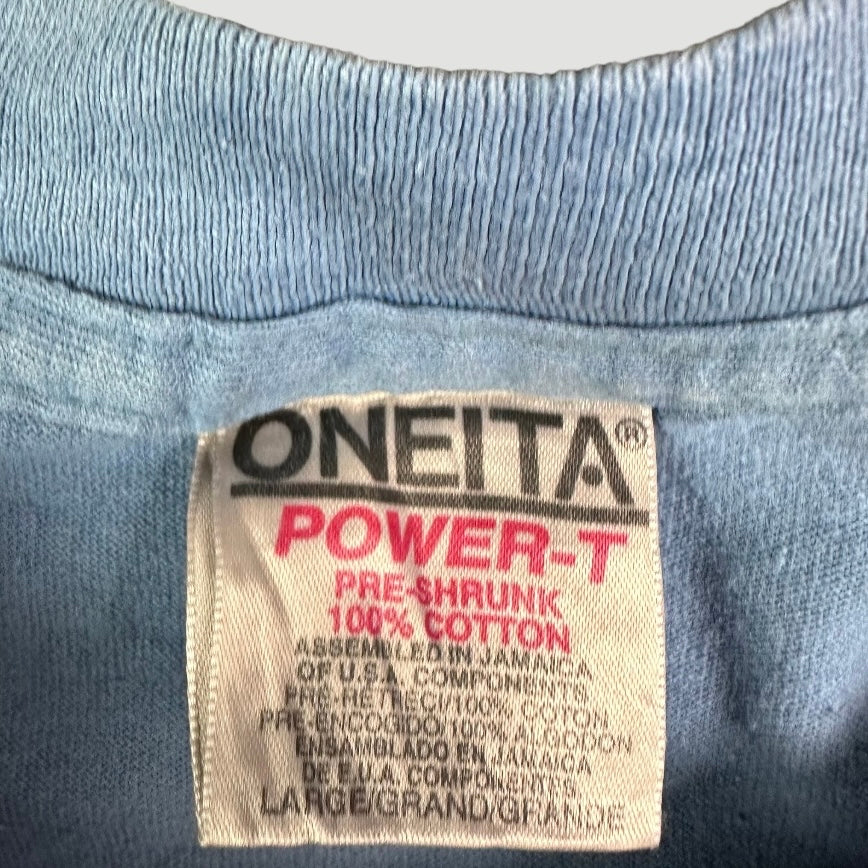 ONEITA®
POWER-T
PRE-SHRUNK
100% COTTON
ASSEMBLED IN JAMAICA
OF U.S.A. COMPONENTS
PRE-RETRECI/100% COTON
PRE-ENCOGIDO/100% ALGODON
ENSAMBLADO EN JAMAICA
DE E.U.A. COMPONENTES
LARGE/GRAND/GRANDE